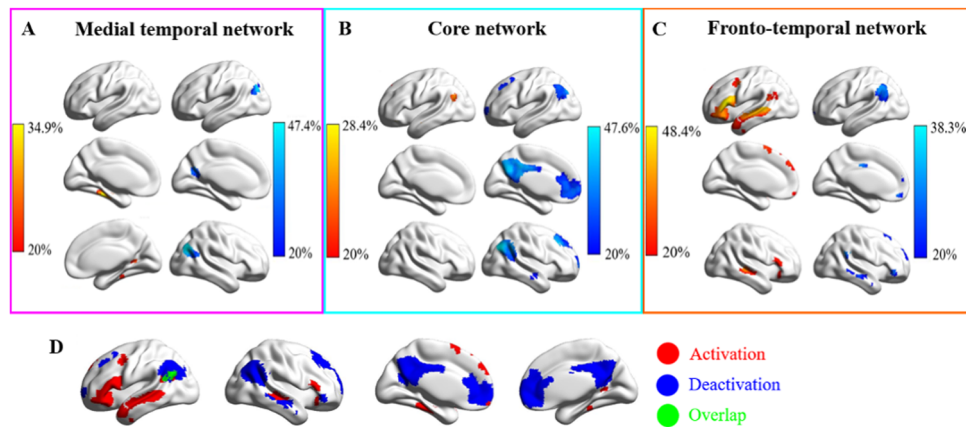 A Medial temporal network
B Core network
C Fronto-temporal network
34.9%
20%
47.4%
20%
28.4%
20%
47.6%
20%
48.4%
20%
38.3%
20%
D
Activation
Deactivation
Overlap